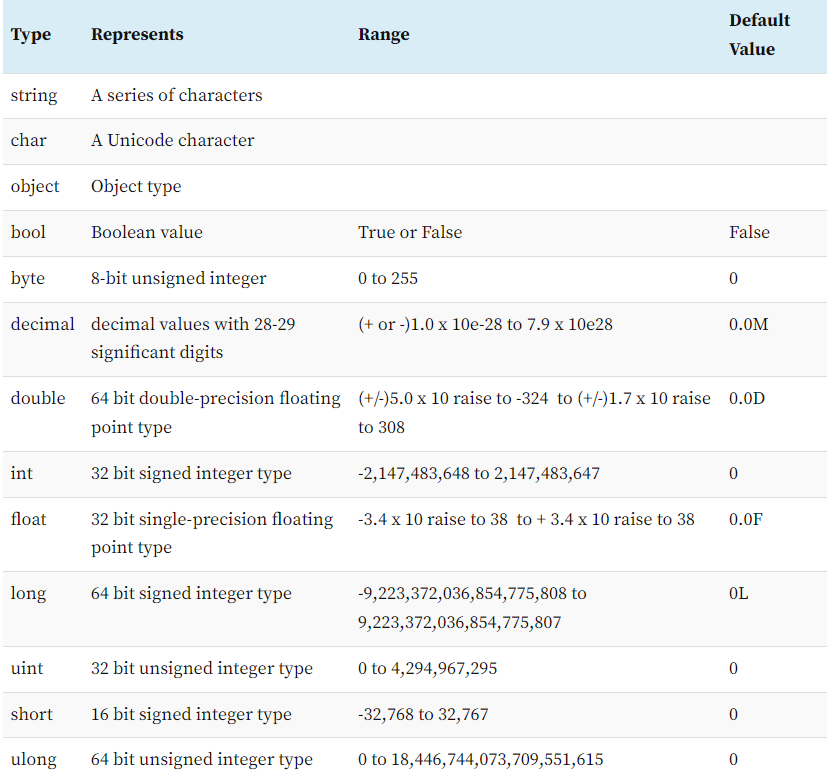 Type Represents Range Default Value
string A series of characters
char A Unicode character
object Object type
bool Boolean value True or False False
byte 8-bit unsigned integer 0 to 255 0
decimal decimal values with 28-29 (+ or -)1.0 x 10e-28 to 7.9 x 10e28 0.0M
significant digits
double 64 bit double-precision floating (+/-)5.0 x 10 raise to -324 to (+/-)1.7 x 10 raise 0.0D
point type to 308
int 32 bit signed integer type -2,147,483,648 to 2,147,483,647 0
float 32 bit single-precision floating -3.4 x 10 raise to 38 to + 3.4 x 10 raise to 38 0.0F
point type
long 64 bit signed integer type -9,223,372,036,854,775,808 to 0L
9,223,372,036,854,775,807
uint 32 bit unsigned integer type 0 to 4,294,967,295 0
short 16 bit signed integer type -32,768 to 32,767 0
ulong 64 bit unsigned integer type 0 to 18,446,744,073,709,551,615 0